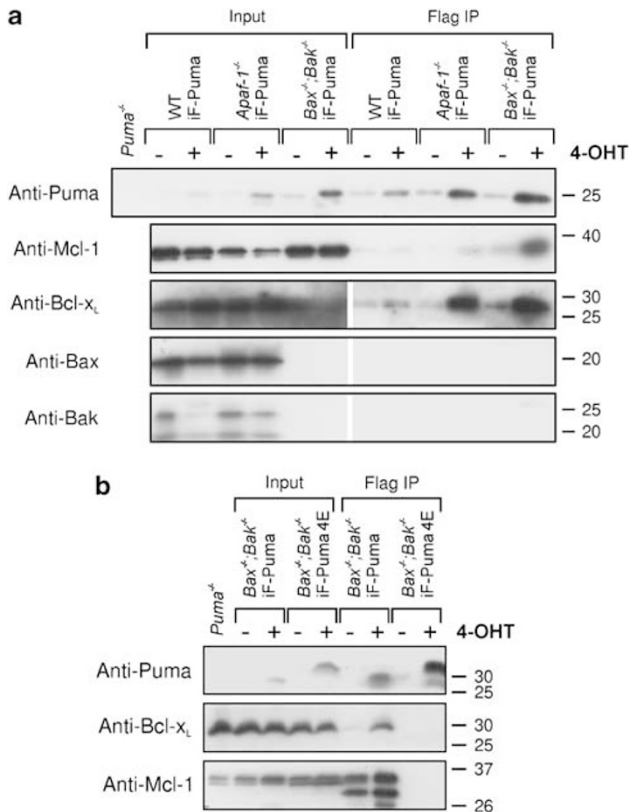 a
Input Flag IP
Puma-/-
WT iF-Puma
Apaf-1-/- iF-Puma
Bax-/-;Bak-/- iF-Puma
WT iF-Puma
Apaf-1-/- iF-Puma
Bax-/-;Bak-/- iF-Puma
- + - + - + - + - + - + 4-OHT
Anti-Puma 25
Anti-Mcl-1 40
Anti-Bcl-xL 30
25
Anti-Bax 20
Anti-Bak 25
20
b
Input Flag IP
Puma-/-
Bax-/-;Bak-/- iF-Puma
Bax-/-;Bak-/- iF-Puma 4E
Bax-/-;Bak-/- iF-Puma
Bax-/-;Bak-/- iF-Puma 4E
- + - + - + - + 4-OHT
Anti-Puma 30
25
Anti-Bcl-xL 30
25
Anti-Mcl-1 37
26